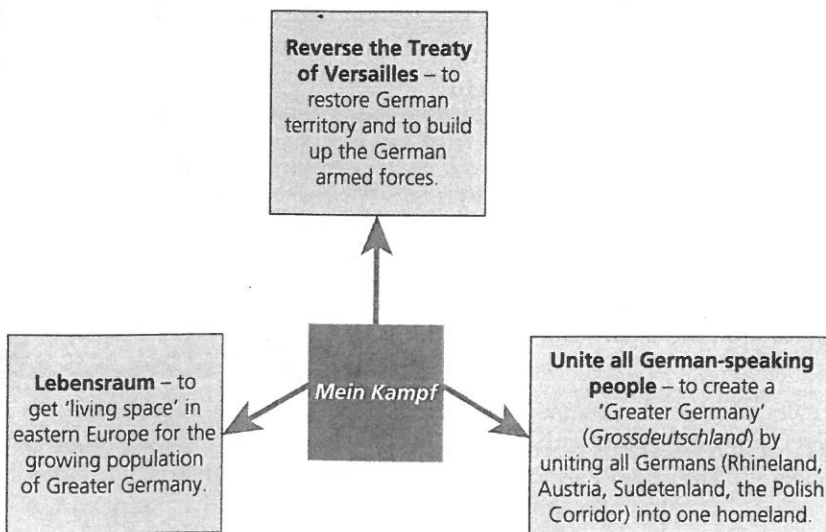 Reverse the Treaty
of Versailles – to
restore German
territory and to build
up the German
armed forces.
Mein Kampf
Lebensraum – to
get 'living space' in
eastern Europe for the
growing population
of Greater Germany.
Unite all German-speaking
people – to create a
'Greater Germany'
(Grossdeutschland) by
uniting all Germans (Rhineland,
Austria, Sudetenland, the Polish
Corridor) into one homeland.